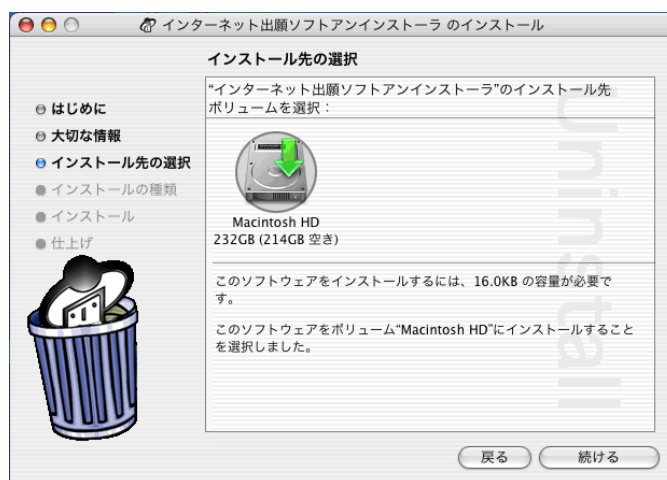 インターネット出願ソフトアンインストーラ のインストール
インストール先の選択
はじめに
大切な情報
インストール先の選択
インストールの種類
インストール
仕上げ
“インターネット出願ソフトアンインストーラ”のインストール先
ボリュームを選択：
Macintosh HD
232GB (214GB 空き)
このソフトウェアをインストールするには、16.0KB の容量が必要で
す。
このソフトウェアをボリューム“Macintosh HD”にインストールすること
を選択しました。
Uninstall
戻る
続ける